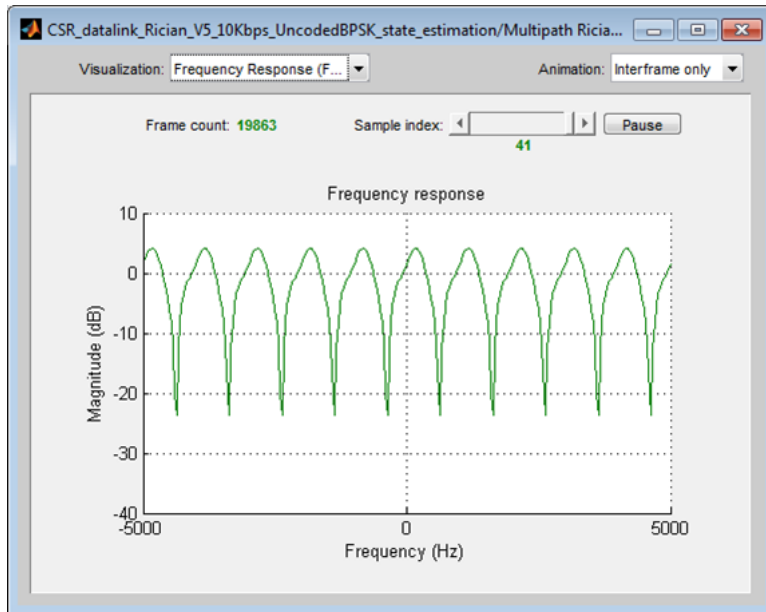 CSR_datalink_Rician_V5_10Kbps_UncodedBPSK_state_estimation/Multipath Ricia...
Visualization: Frequency Response (F...
Animation: Interframe only
Frame count: 19863
Sample index:
41
Pause
Frequency response
10
0
-10
-20
-30
-40
Magnitude (dB)
-5000
0
5000
Frequency (Hz)